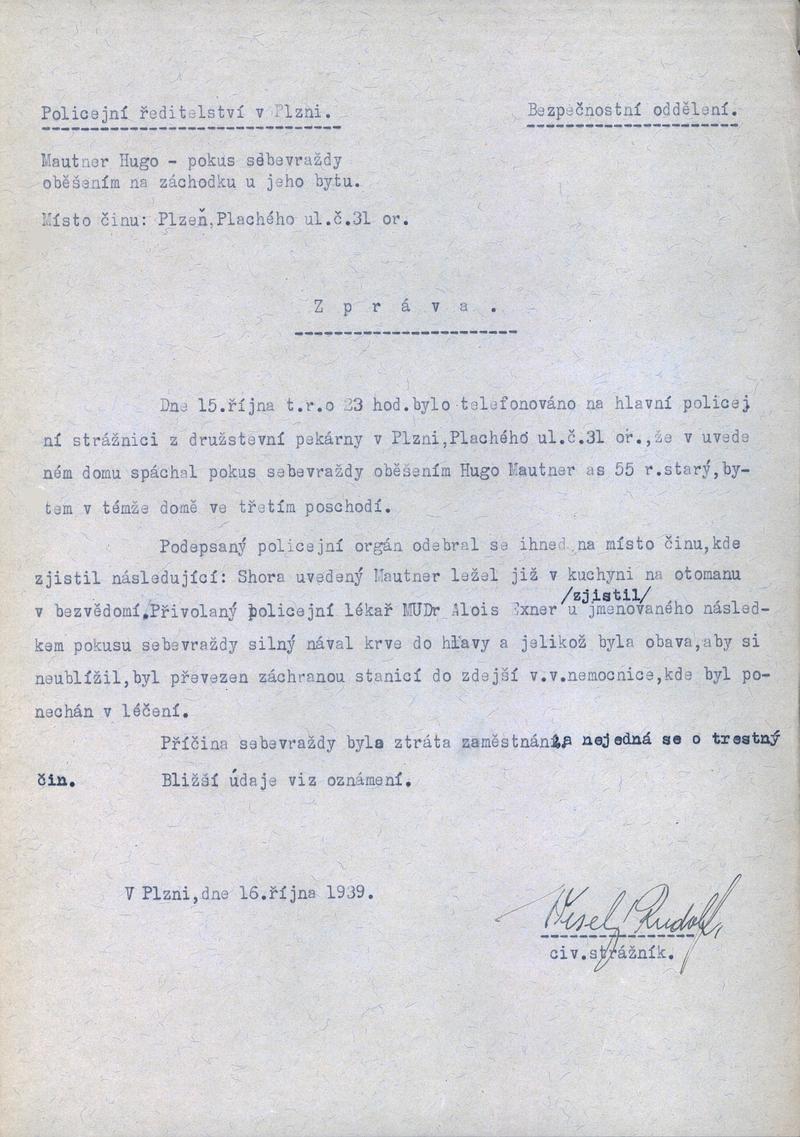 Policejní ředitelství v Plzni. Bezpečnostní oddělení.
Mautner Hugo - pokus sebevraždy
oběšením na záchodku u jeho bytu.
Místo činu: Plzeň,Plachého ul.č.31 or.
Z p r á v a .
Dne 15.října t.r.o 23 hod.bylo telefonováno na hlavní policej
ní strážnici z družstevní pekárny v Plzni,Plachého ul.č.31 or.,že v uvede
ném domu spáchal pokus sebevraždy oběšením Hugo Mautner as 55 r.starý,by-
tem v témže domě ve třetím poschodí.
Podepsaný policejní orgán odebral se ihned na místo činu,kde
zjistil následující: Shora uvedený Mautner ležel již v kuchyni na otomanu
/zjistil/
v bezvědomí.Přivolaný policejní lékař MUDr Alois Exner u jmenovaného násled-
kem pokusu sebevraždy silný nával krve do hlavy a jelikož byla obava,aby si
neublížil,byl převezen záchranou stanicí do zdejší v.v.nemocnice,kde byl po-
nechán v léčení.
Příčina sebevraždy byla ztráta zaměstnání,a nejedná se o trestný
čin. Bližší údaje viz oznámení.
V Plzni,dne 16.října 1939.
Veselý Rudolf,
civ.strážník.